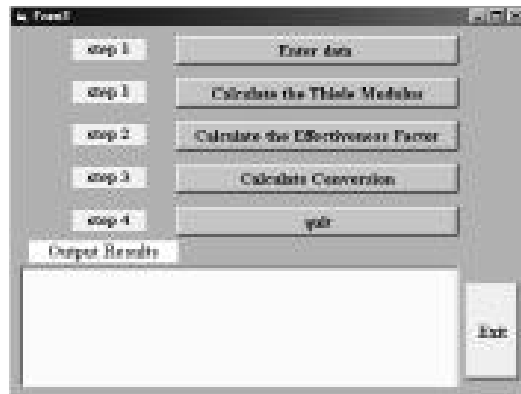 step 1 Enter data
step 1 Calculate the Thiele Modulus
step 2 Calculate the Effectiveness Factor
step 3 Calculate Conversion
step 4 quit
Output Results
Exit